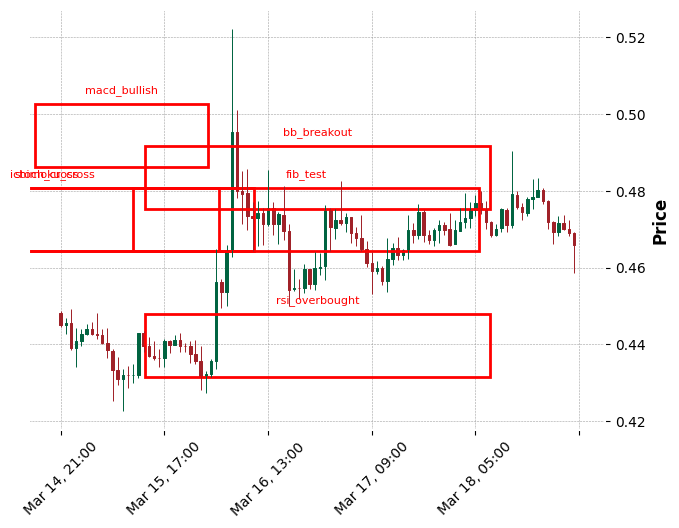 0.52
macd_bullish
0.50
bb_breakout
fib_test
0.48
Price
0.46
rsi_overbought
0.44
0.42
Mar 14, 21:00
Mar 15, 17:00
Mar 16, 13:00
Mar 17, 09:00
Mar 18, 05:00